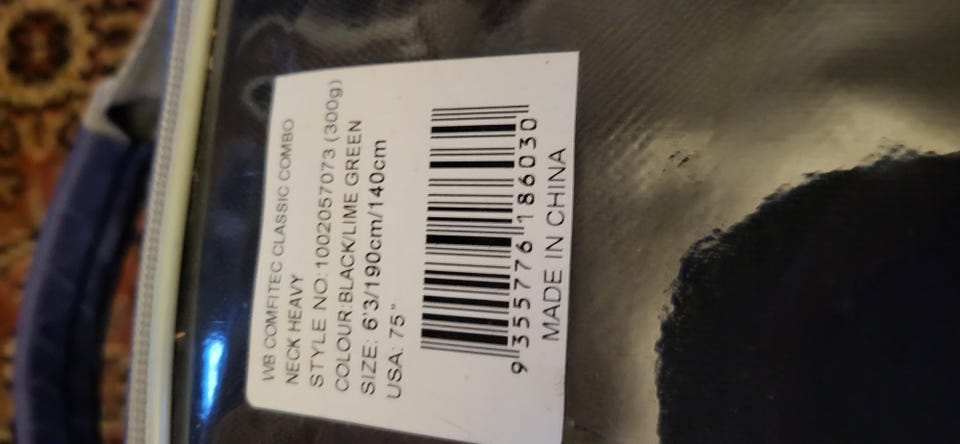 WB COMFITEC CLASSIC COMBO
NECK HEAVY
STYLE NO:1002057073 (300g)
COLOUR:BLACK/LIME GREEN
SIZE: 6'3/190cm/140cm
USA: 75"
9 355776 186030
MADE IN CHINA